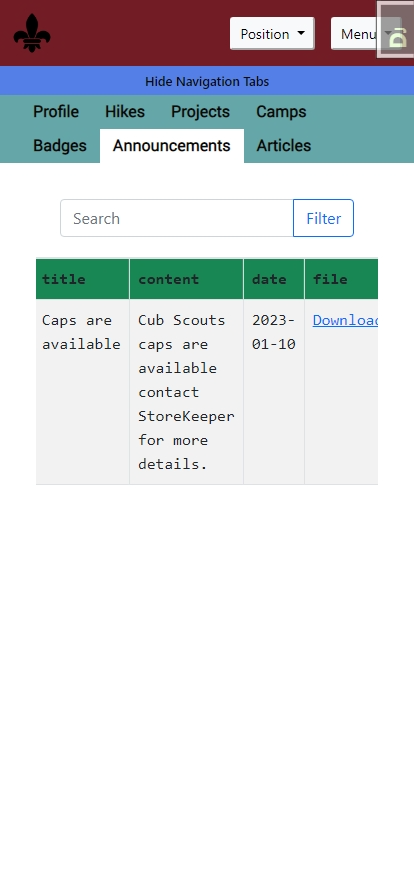 Position Menu
Hide Navigation Tabs
Profile Hikes Projects Camps
Badges Announcements Articles
Search Filter
title content date file
Caps are Cub Scouts 2023- Download
available caps are 01-10
available
contact
StoreKeeper
for more
details.